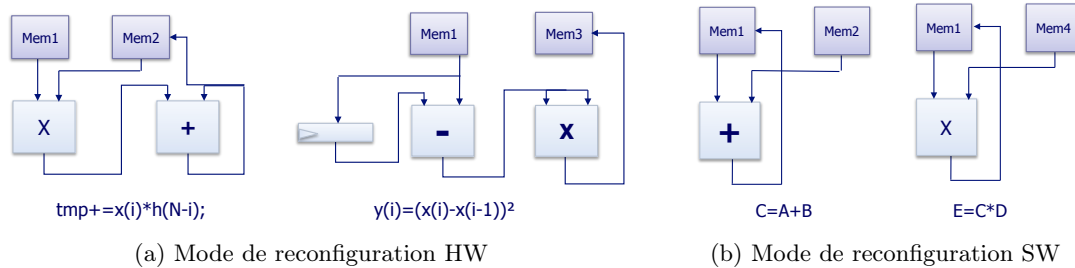 Mem1
Mem2
X
+
tmp+=x(i)*h(N-i);
Mem1
Mem3
-
x
y(i)=(x(i)-x(i-1))²
(a) Mode de reconfiguration HW
Mem1
Mem2
+
C=A+B
Mem1
Mem4
X
E=C*D
(b) Mode de reconfiguration SW